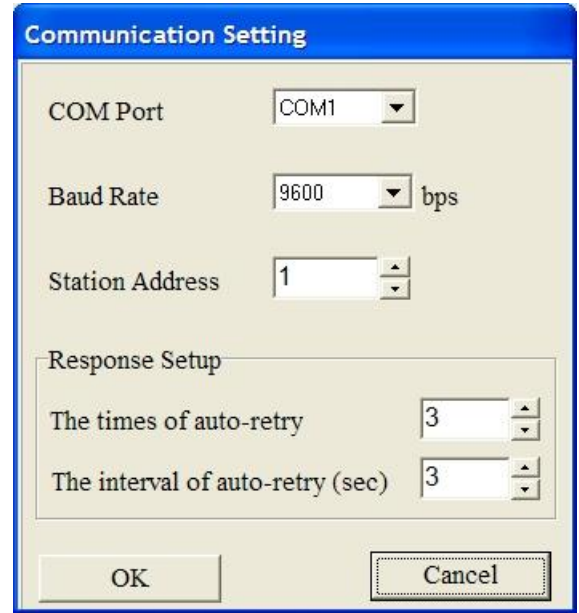 Communication Setting
COM Port COM1
Baud Rate 9600 bps
Station Address 1
Response Setup
The times of auto-retry 3
The interval of auto-retry (sec) 3
OK Cancel